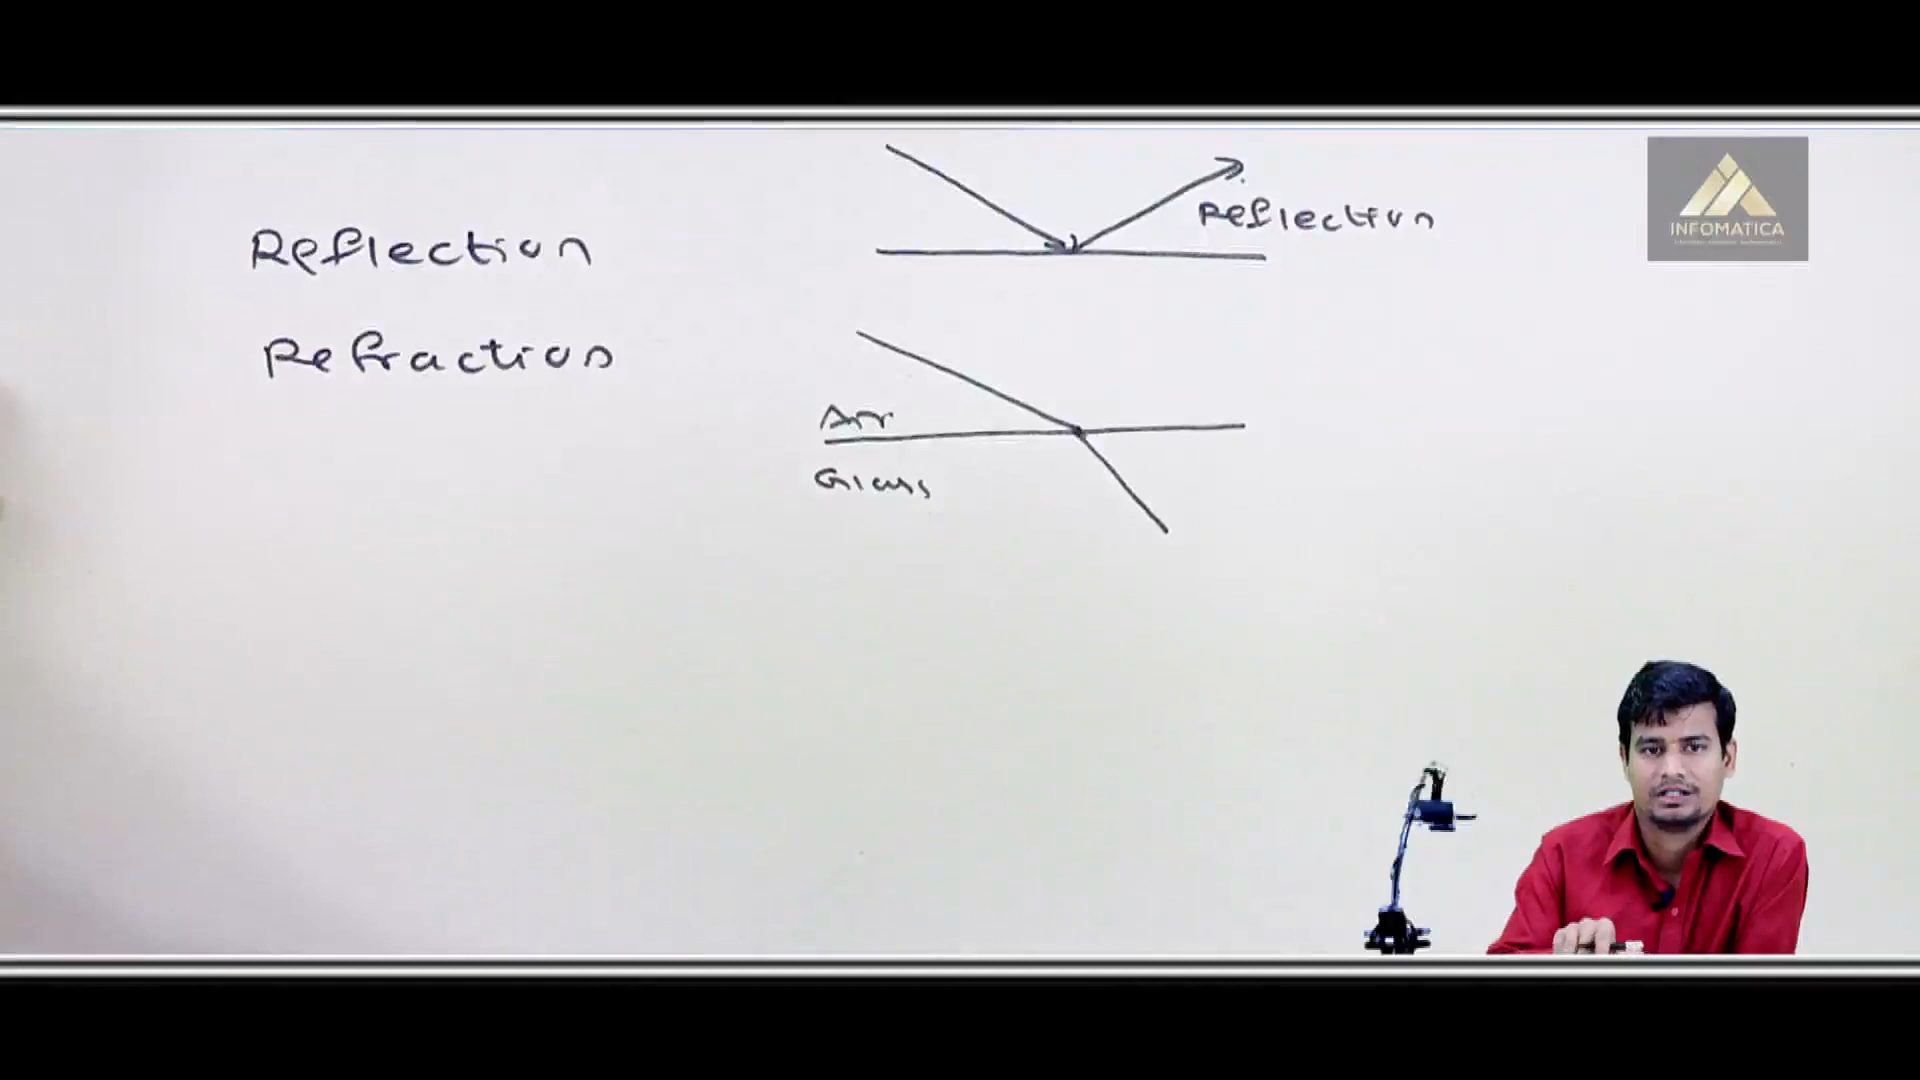 Reflection
INFOMATICA
Reflection
Refraction
Air
Glass